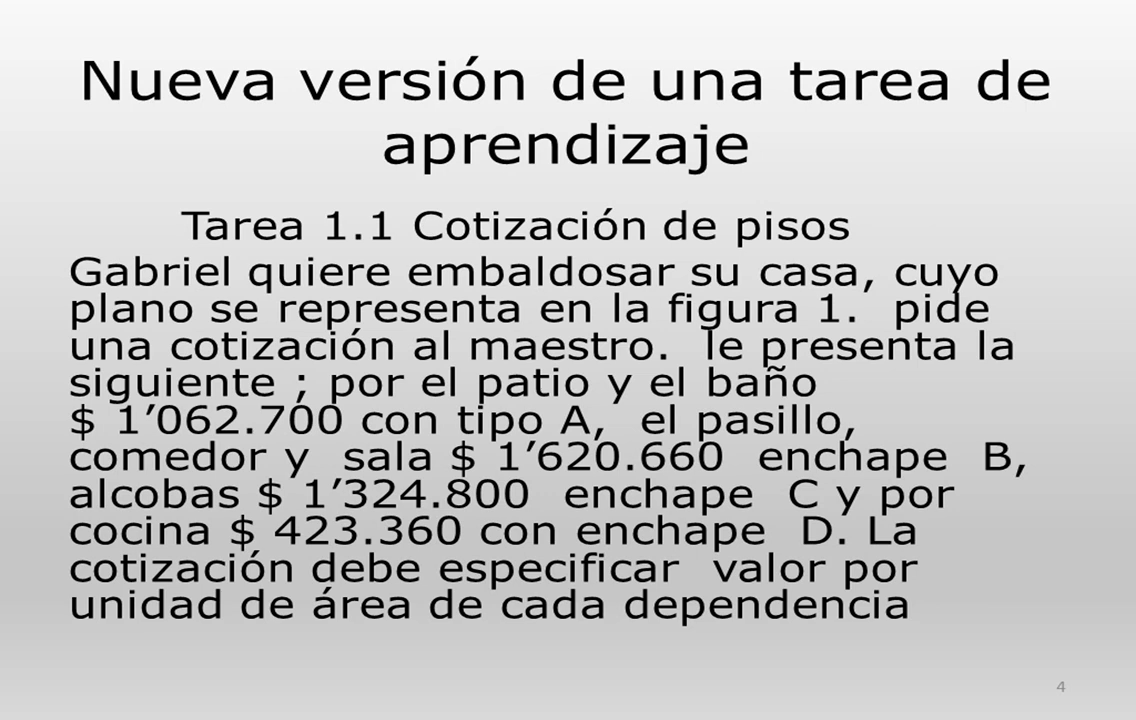 Nueva versión de una tarea de
aprendizaje
Tarea 1.1 Cotización de pisos
Gabriel quiere embaldosar su casa, cuyo
plano se representa en la figura 1.  pide
una cotización al maestro.  le presenta la
siguiente ; por el patio y el baño
$ 1’062.700 con tipo A,  el pasillo,
comedor y  sala $ 1’620.660  enchape  B,
alcobas $ 1’324.800  enchape  C y por
cocina $ 423.360 con enchape  D. La
cotización debe especificar  valor por
unidad de área de cada dependencia
4